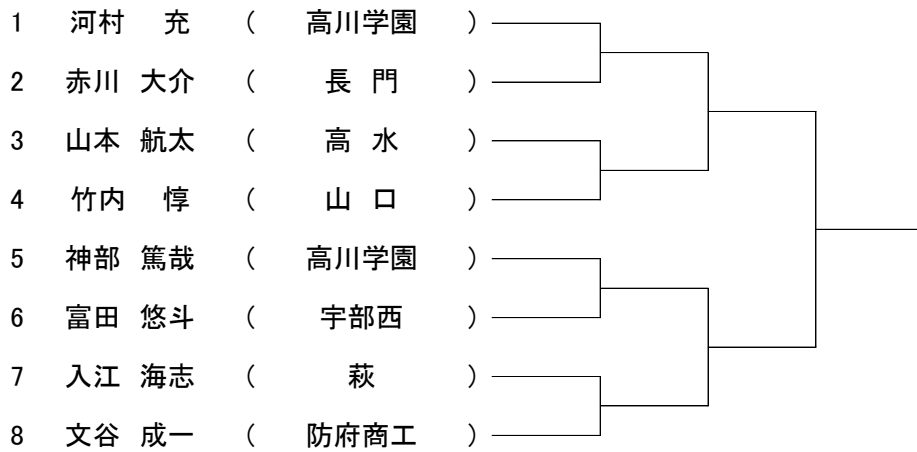 1 河村 充 ( 高川学園 )
2 赤川 大介 ( 長 門 )
3 山本 航太 ( 高 水 )
4 竹内 惇 ( 山 口 )
5 神部 篤哉 ( 高川学園 )
6 富田 悠斗 ( 宇部西 )
7 入江 海志 ( 萩 )
8 文谷 成一 ( 防府商工 )